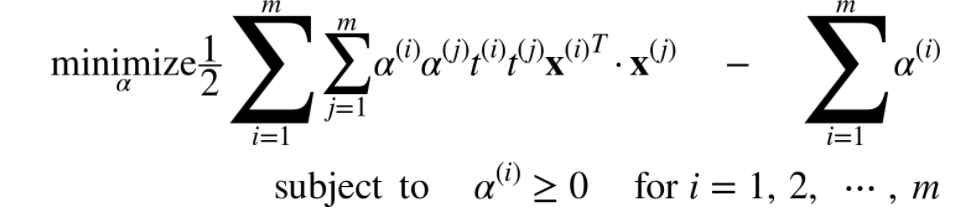 minimize_α 1/2 ∑_{i=1}^{m} ∑_{j=1}^{m} α^{(i)}α^{(j)}t^{(i)}t^{(j)}𝐱^{(i)^T} · 𝐱^{(j)} − ∑_{i=1}^{m} α^{(i)}
subject to α^{(i)} ≥ 0 for i = 1, 2, ⋯ , m